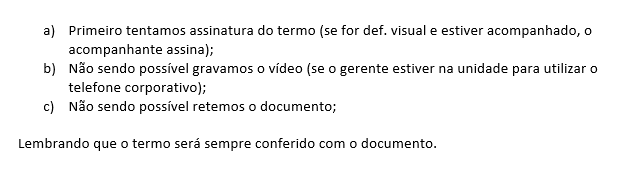 a) Primeiro tentamos assinatura do termo (se for def. visual e estiver acompanhado, o
acompanhante assina);
b) Não sendo possível gravamos o vídeo (se o gerente estiver na unidade para utilizar o
telefone corporativo);
c) Não sendo possível retemos o documento;
Lembrando que o termo será sempre conferido com o documento.